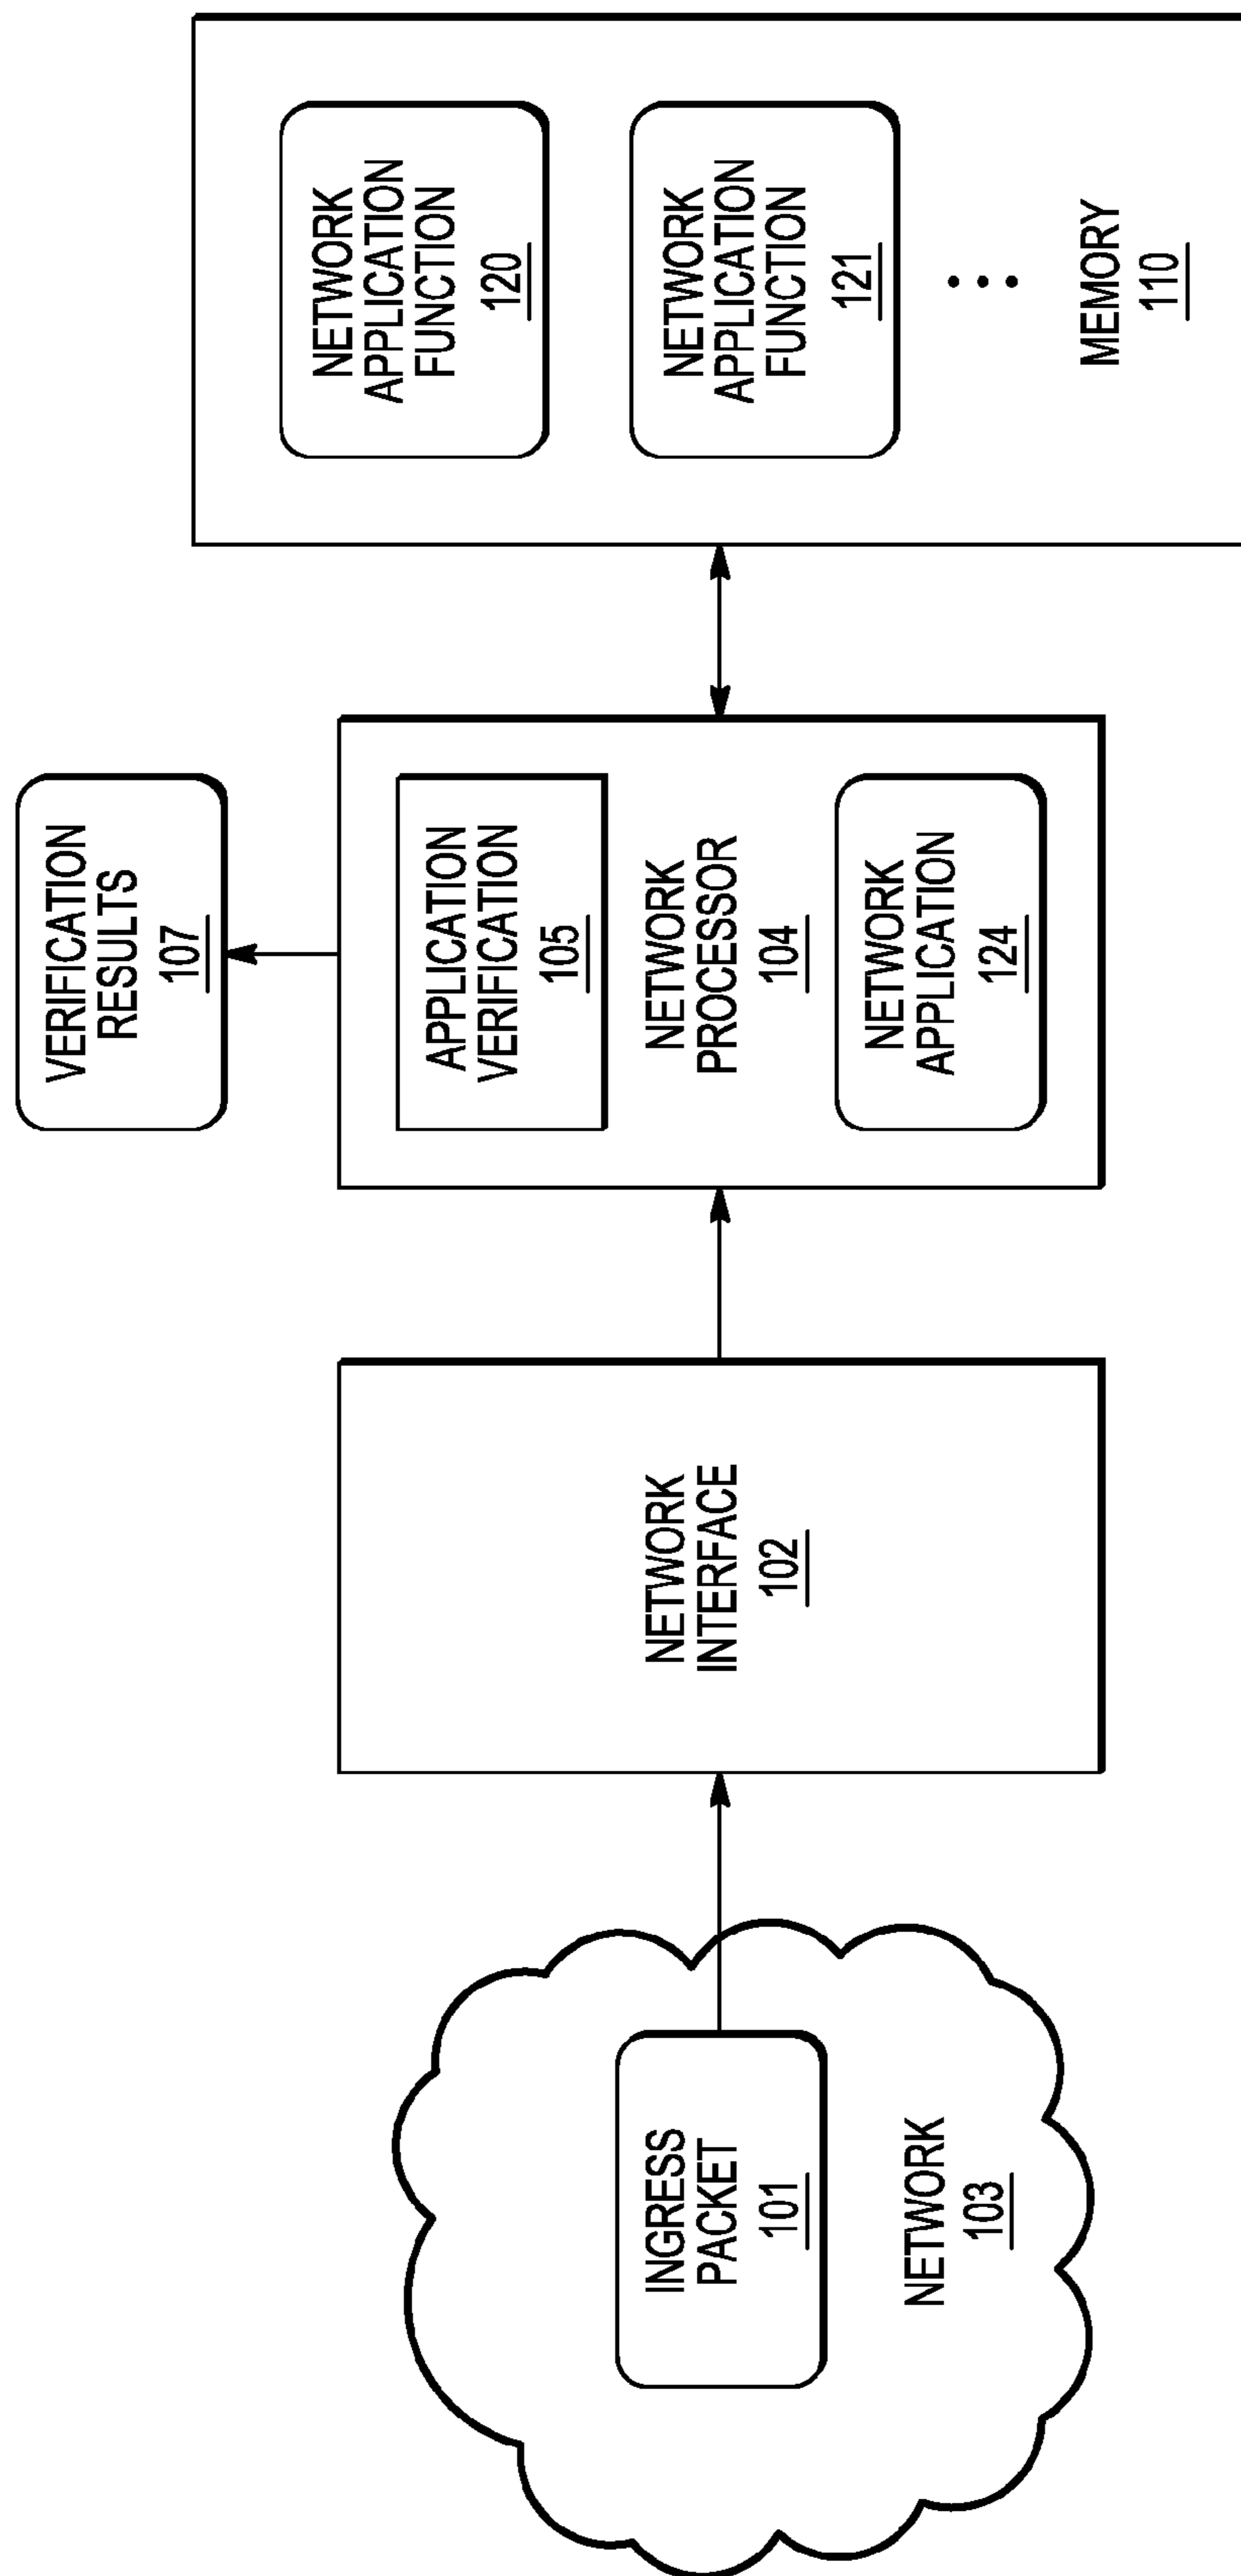 INGRESS
PACKET
101
NETWORK
103
NETWORK
INTERFACE
102
VERIFICATION
RESULTS
107
APPLICATION
VERIFICATION
105
NETWORK
PROCESSOR
104
NETWORK
APPLICATION
124
NETWORK
APPLICATION
FUNCTION
120
NETWORK
APPLICATION
FUNCTION
121
MEMORY
110